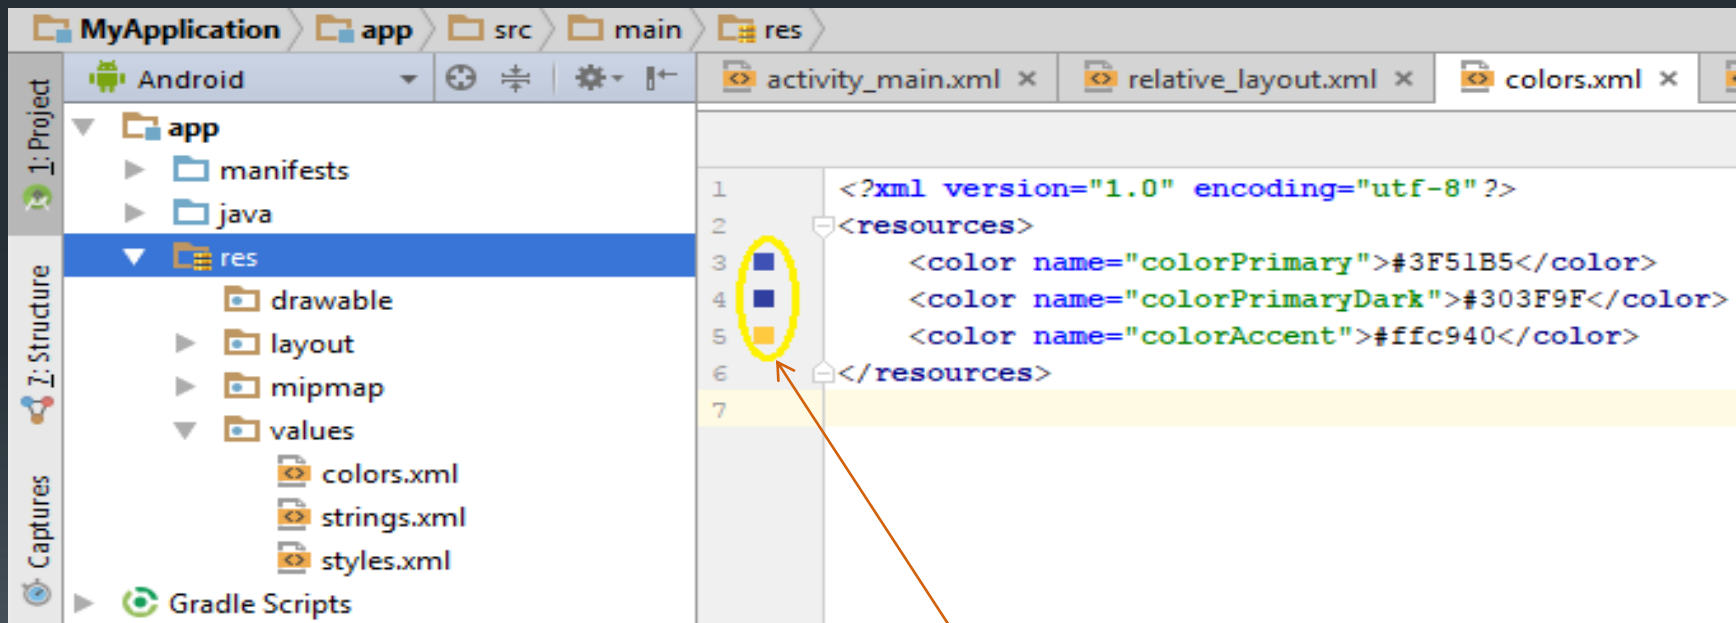 MyApplication app src main res
1: Project
Android
activity_main.xml relative_layout.xml colors.xml
app
manifests
java
res
drawable
layout
mipmap
values
colors.xml
strings.xml
styles.xml
Gradle Scripts
7: Structure
Captures
1 <?xml version="1.0" encoding="utf-8"?>
2 <resources>
3 <color name="colorPrimary">#3F51B5</color>
4 <color name="colorPrimaryDark">#303F9F</color>
5 <color name="colorAccent">#ffc940</color>
6 </resources>
7